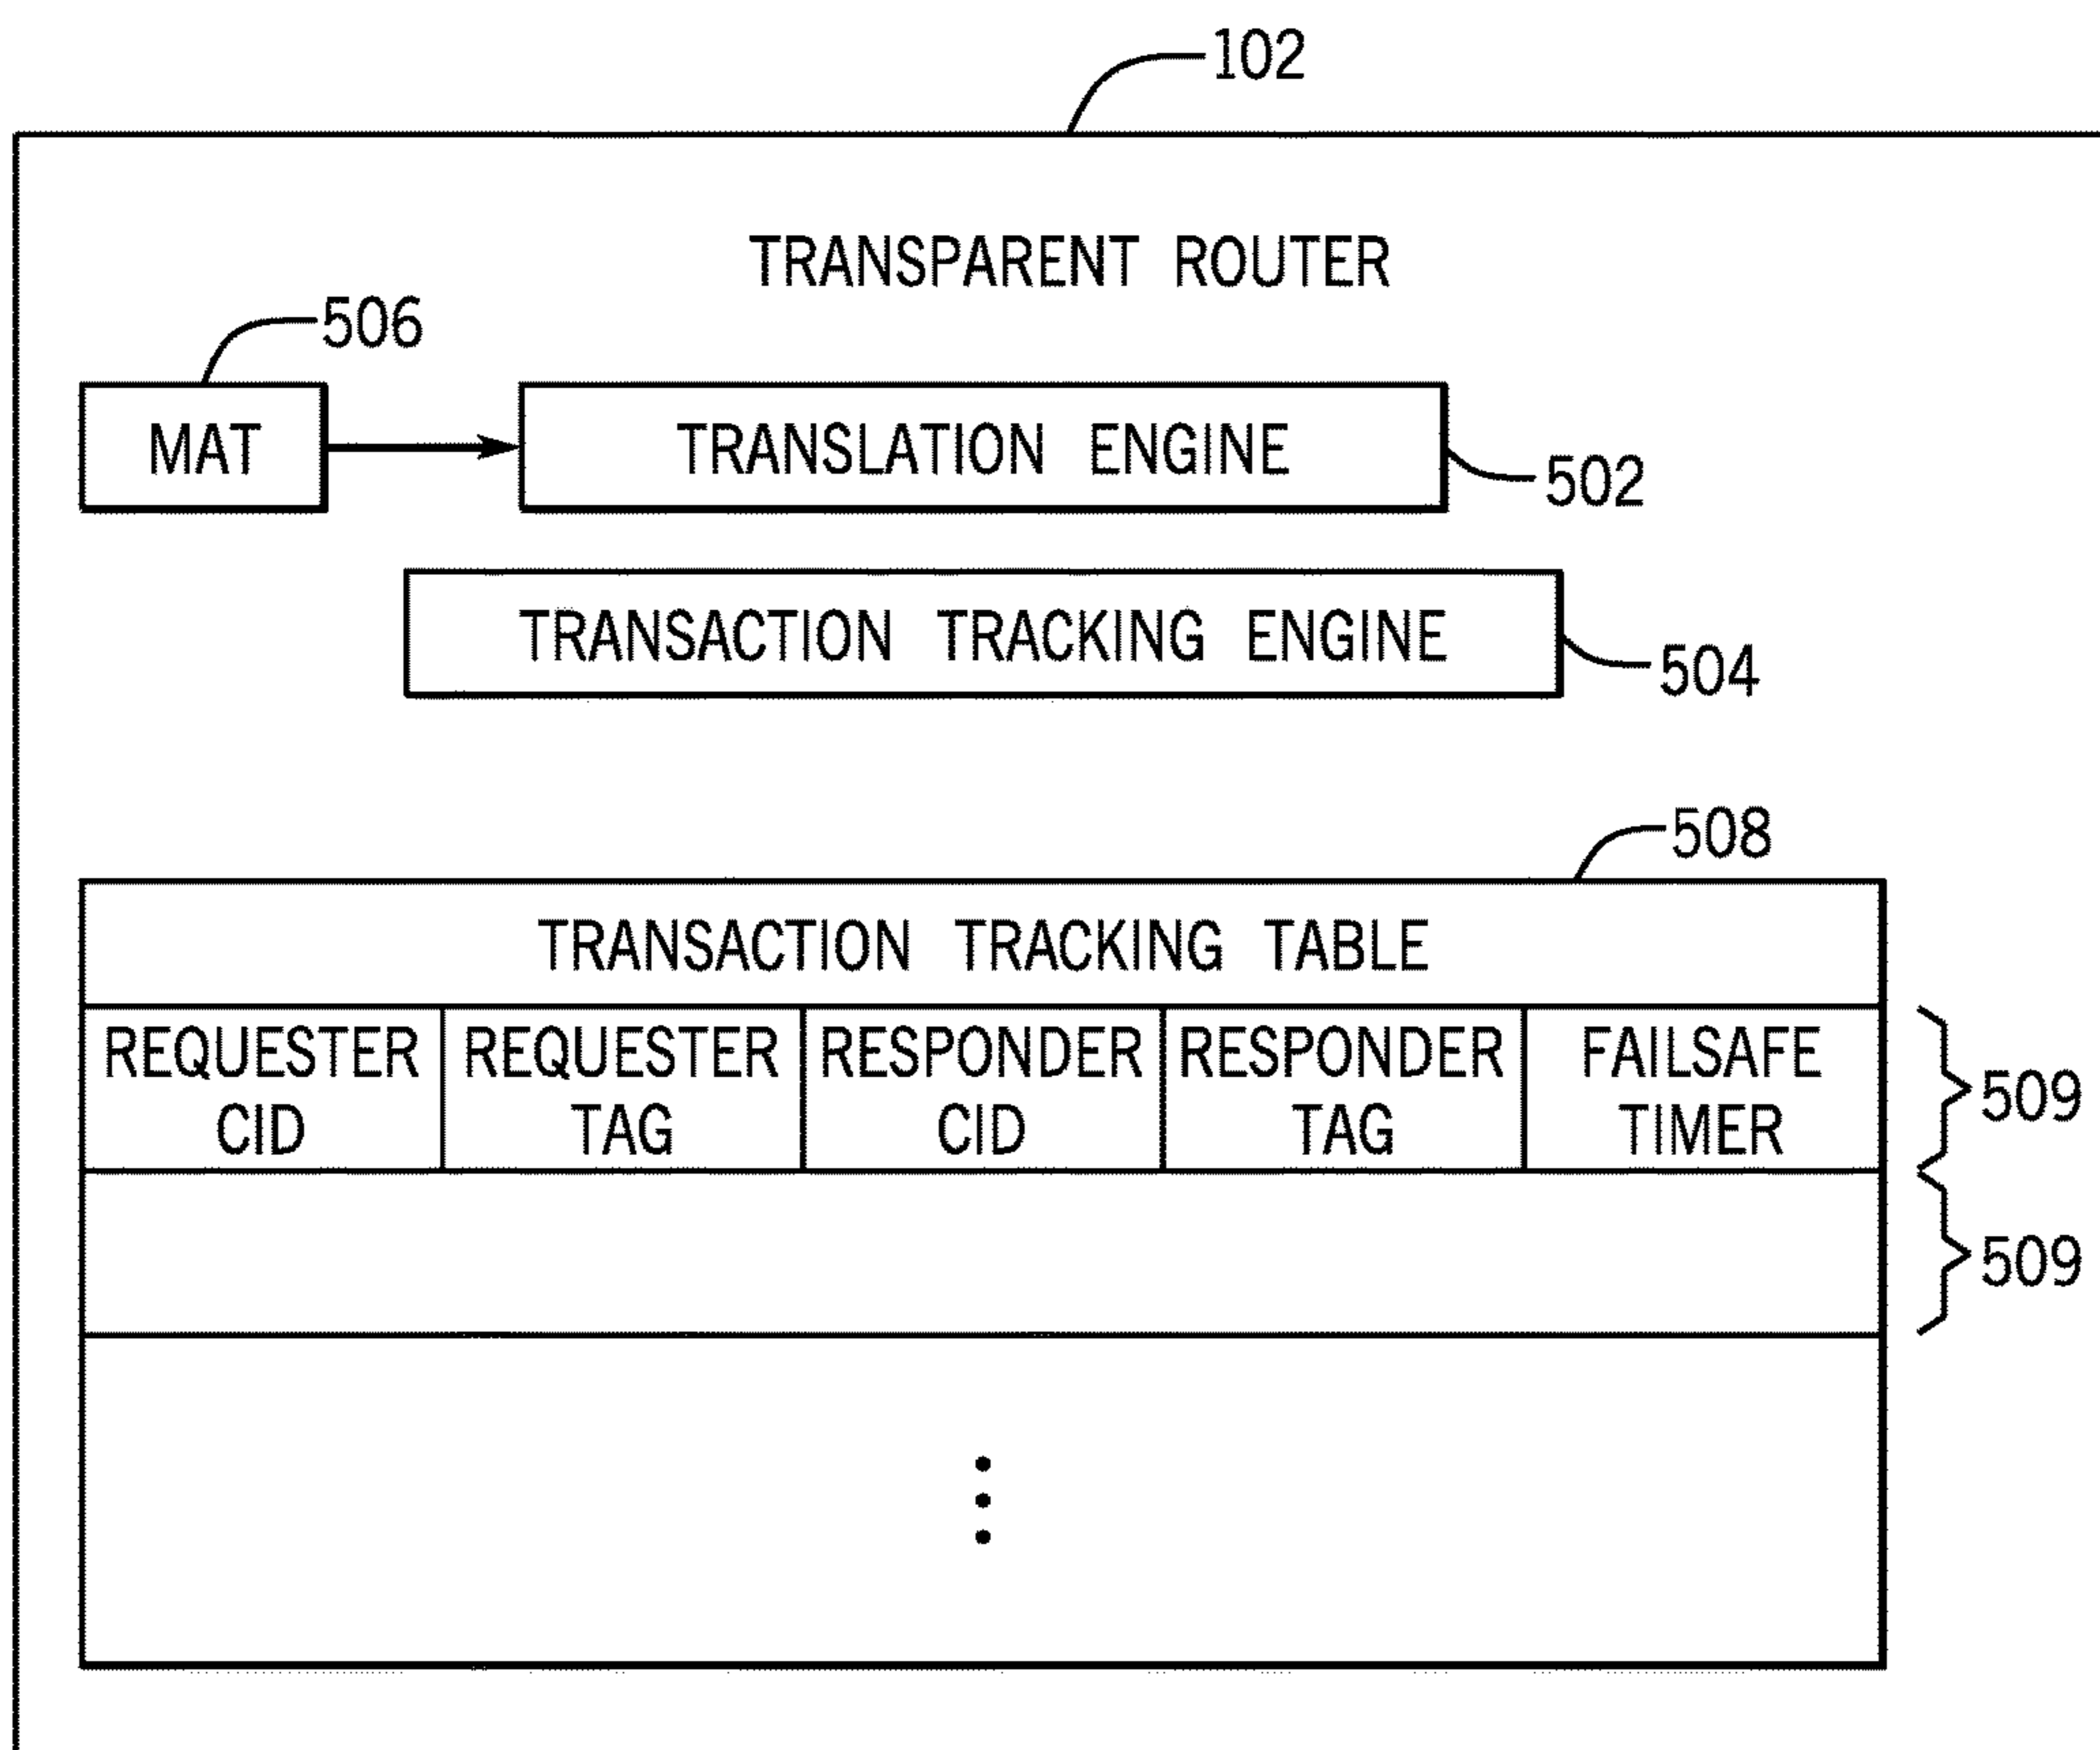 102
TRANSPARENT ROUTER
506
MAT
TRANSLATION ENGINE
502
TRANSACTION TRACKING ENGINE
504
508
TRANSACTION TRACKING TABLE
REQUESTER CID
REQUESTER TAG
RESPONDER CID
RESPONDER TAG
FAILSAFE TIMER
509
509